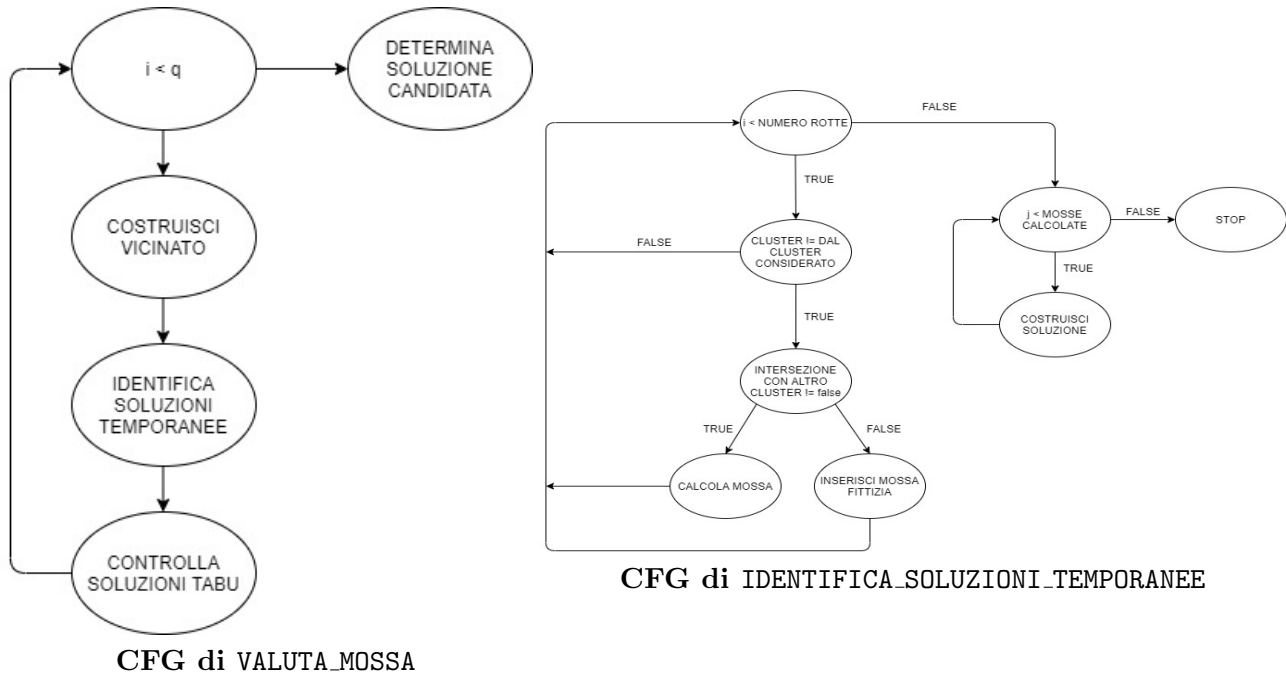 i < q
DETERMINA
SOLUZIONE
CANDIDATA
COSTRUISCI
VICINATO
IDENTIFICA
SOLUZIONI
TEMPORANEE
CONTROLLA
SOLUZIONI TABU
CFG di VALUTA_MOSSA
i < NUMERO ROTTE
FALSE
TRUE
CLUSTER != DAL
CLUSTER
CONSIDERATO
FALSE
TRUE
INTERSEZIONE
CON ALTRO
CLUSTER != false
TRUE
FALSE
CALCOLA MOSSA
INSERISCI MOSSA
FITTIZIA
j < MOSSE
CALCOLATE
FALSE
STOP
TRUE
COSTRUISCI
SOLUZIONE
CFG di IDENTIFICA_SOLUZIONI_TEMPORANEE